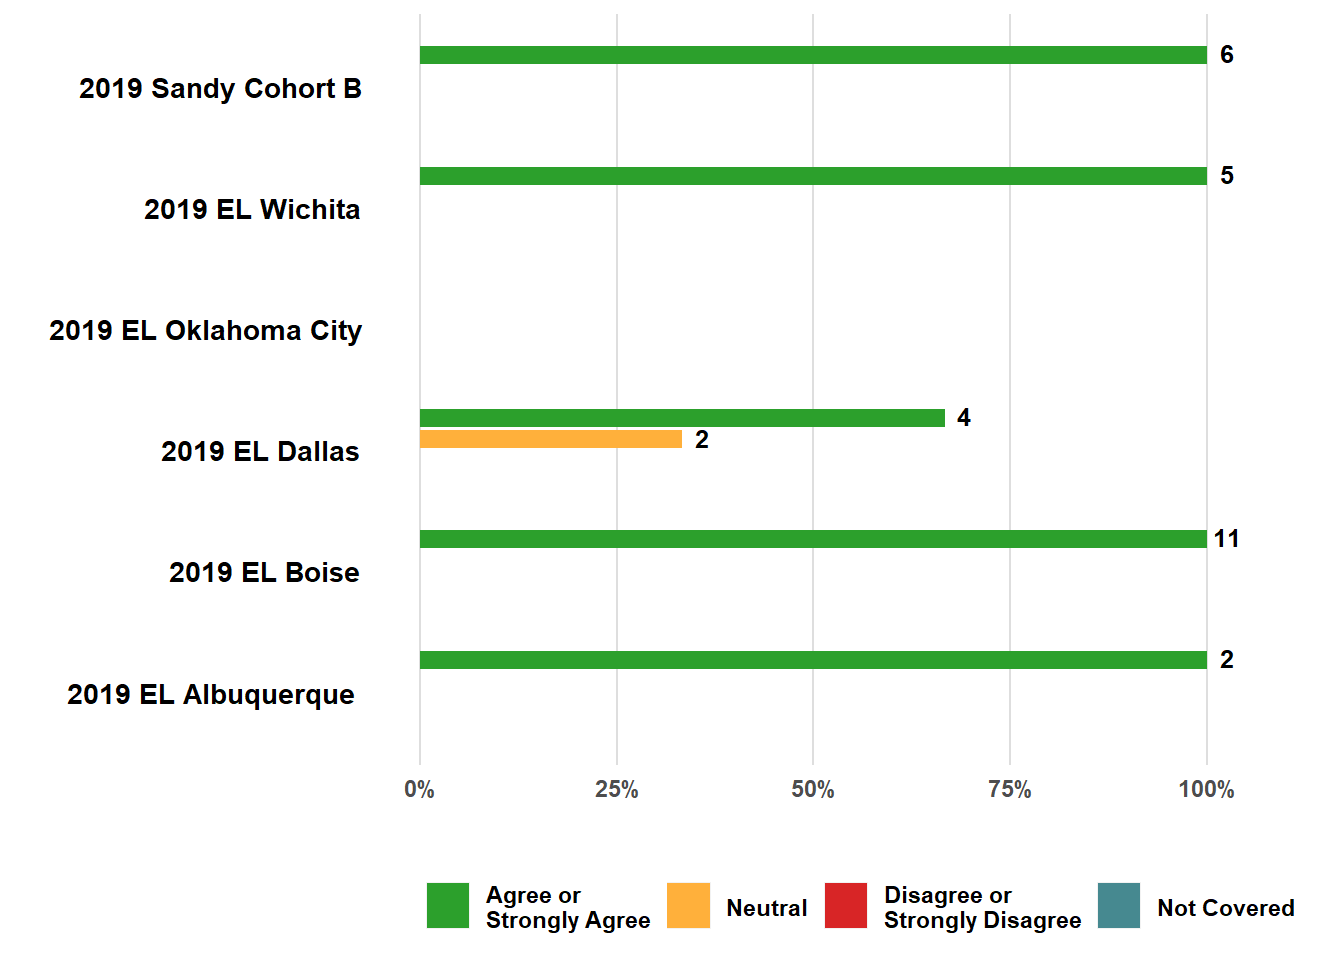 6
2019 Sandy Cohort B
5
2019 EL Wichita
2019 EL Oklahoma City
4
2
2019 EL Dallas
11
2019 EL Boise
2
2019 EL Albuquerque
0% 25% 50% 75% 100%
Agree or
Strongly Agree
Neutral
Disagree or
Strongly Disagree
Not Covered